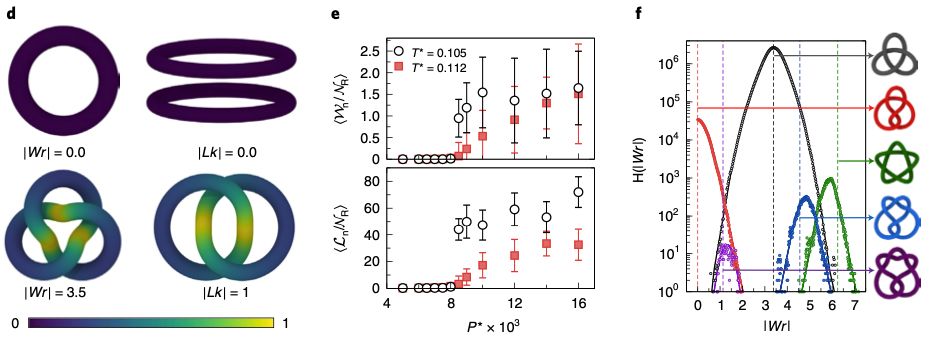 d
|Wr| = 0.0
|Lk| = 0.0
|Wr| = 3.5
|Lk| = 1
0
1
e
⟨𝒲n/𝒩R⟩
2.5
2.0
1.5
1.0
0.5
0
T* = 0.105
T* = 0.112
⟨ℒn/𝒩R⟩
80
60
40
20
0
4
6
8
10
12
14
16
P* × 10³
f
H(|Wr|)
10⁶
10⁵
10⁴
10³
10²
10¹
10⁰
0
1
2
3
4
5
6
7
|Wr|